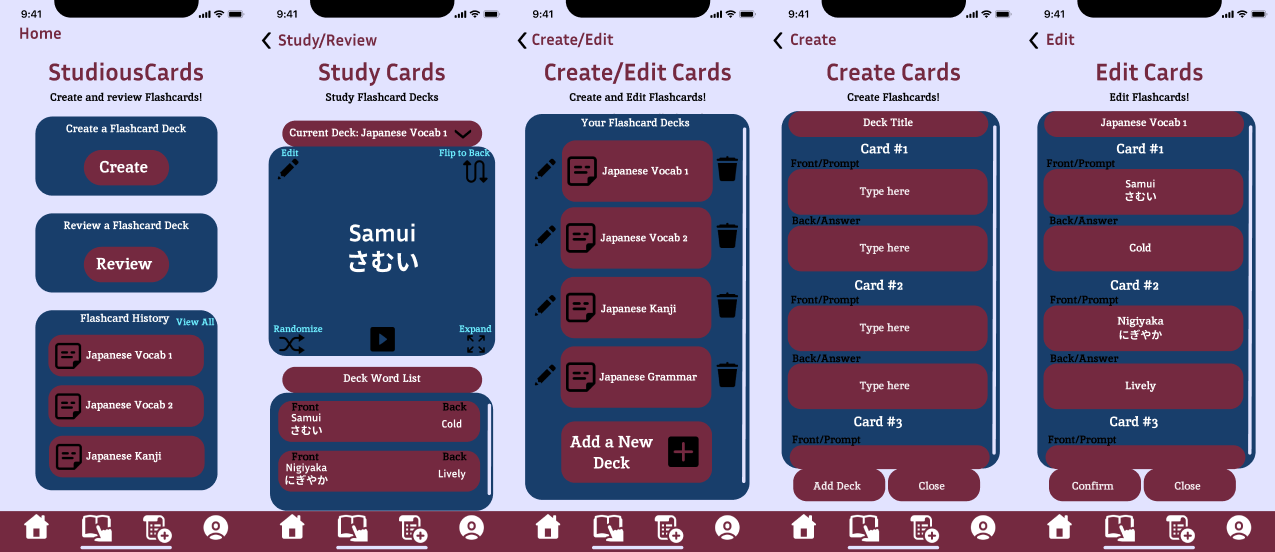 9:41
Home
StudiousCards
Create and review Flashcards!
Create a Flashcard Deck
Create
Review a Flashcard Deck
Review
Flashcard History
View All
Japanese Vocab 1
Japanese Vocab 2
Japanese Kanji
9:41
Study/Review
Study Cards
Study Flashcard Decks
Current Deck: Japanese Vocab 1
Edit
Flip to Back
Samui
さむい
Randomize
Expand
Deck Word List
Front
Back
Samui
さむい
Cold
Front
Back
Nigiyaka
にぎやか
Lively
9:41
Create/Edit
Create/Edit Cards
Create and Edit Flashcards!
Your Flashcard Decks
Japanese Vocab 1
Japanese Vocab 2
Japanese Kanji
Japanese Grammar
Add a New
Deck
9:41
Create
Create Cards
Create Flashcards!
Deck Title
Card #1
Front/Prompt
Type here
Back/Answer
Type here
Card #2
Front/Prompt
Type here
Back/Answer
Type here
Card #3
Front/Prompt
Add Deck
Close
9:41
Edit
Edit Cards
Edit Flashcards!
Japanese Vocab 1
Card #1
Front/Prompt
Samui
さむい
Back/Answer
Cold
Card #2
Front/Prompt
Nigiyaka
にぎやか
Back/Answer
Lively
Card #3
Front/Prompt
Confirm
Close